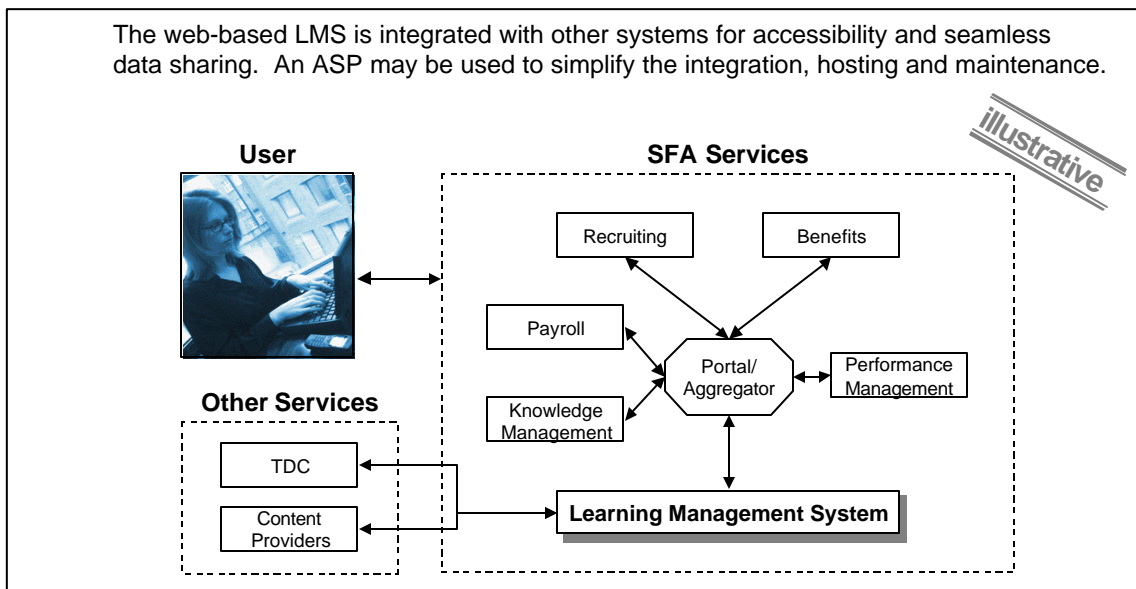 The web-based LMS is integrated with other systems for accessibility and seamless
data sharing.  An ASP may be used to simplify the integration, hosting and maintenance.
illustrative
User
SFA Services
Recruiting
Benefits
Payroll
Portal/
Aggregator
Performance
Management
Knowledge
Management
Other Services
TDC
Content
Providers
Learning Management System